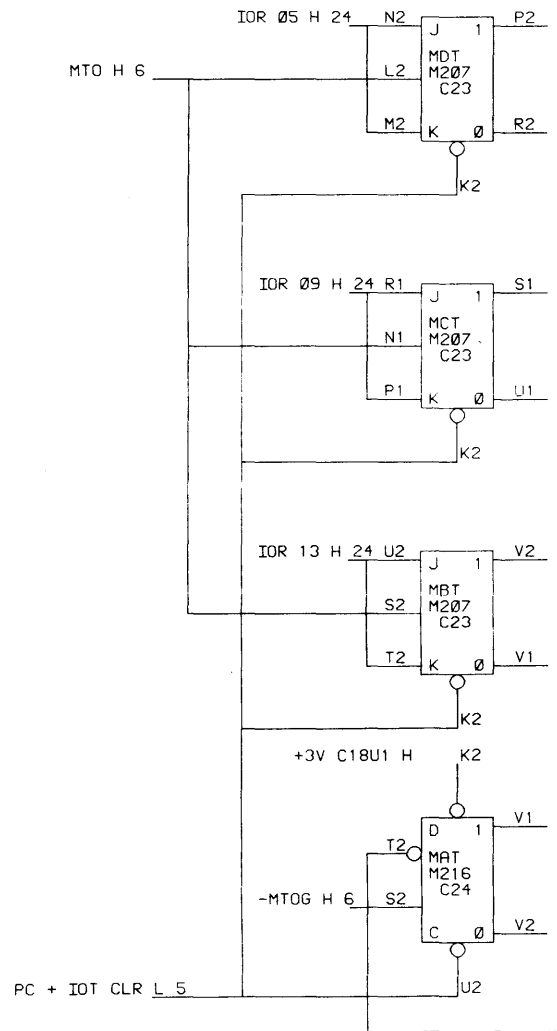 IOR Ø5 H 24 N2 P2
J 1
MDT
MTO H 6 L2 M207
C23
M2 K Ø R2
K2
IOR Ø9 H 24 R1 S1
J 1
MCT
N1 M207
C23
P1 K Ø U1
K2
IOR 13 H 24 U2 V2
J 1
MBT
S2 M207
C23
T2 K Ø V1
K2
+3V C18U1 H K2
D 1 V1
T2 MAT
M216
C24
-MTOG H 6 S2
C Ø V2
PC + IOT CLR L 5 U2